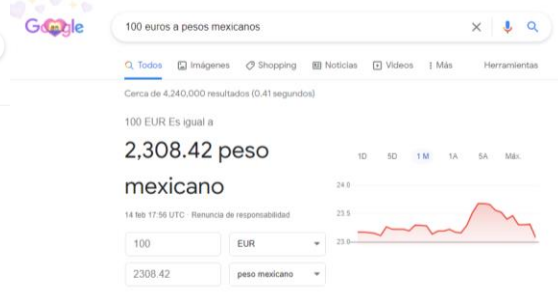 Google
100 euros a pesos mexicanos
Todos Imágenes Shopping Noticias Videos Más Herramientas
Cerca de 4,240,000 resultados (0.41 segundos)
100 EUR Es igual a
2,308.42 peso
mexicano
14 feb 17:56 UTC · Renuncia de responsabilidad
100 EUR
2308.42 peso mexicano
1D 5D 1 M 1A 5A Máx.
24.0
23.5
23.0